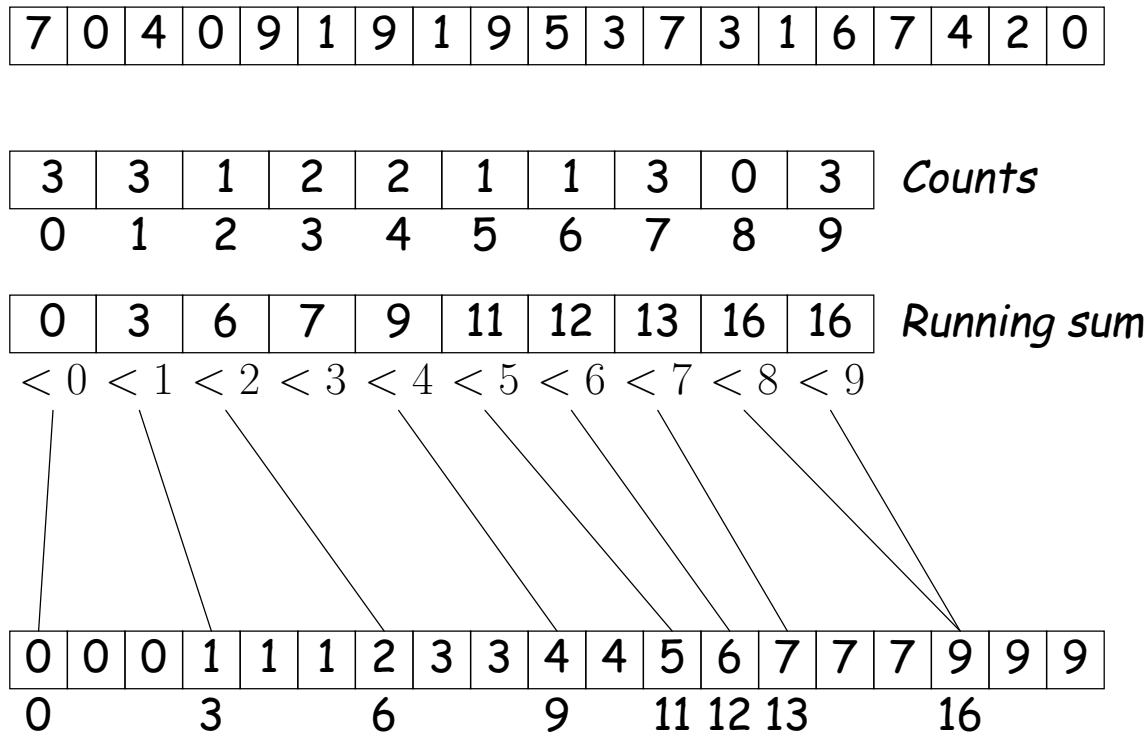 7 0 4 0 9 1 9 1 9 5 3 7 3 1 6 7 4 2 0
3 3 1 2 2 1 1 3 0 3 Counts
0 1 2 3 4 5 6 7 8 9
0 3 6 7 9 11 12 13 16 16 Running sum
< 0 < 1 < 2 < 3 < 4 < 5 < 6 < 7 < 8 < 9
0 0 0 1 1 1 2 3 3 4 4 5 6 7 7 7 9 9 9
0 3 6 9 11 12 13 16